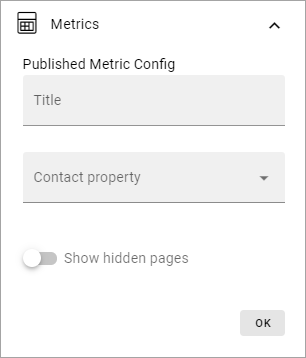 Metrics
Published Metric Config
Title
Contact property
Show hidden pages
OK